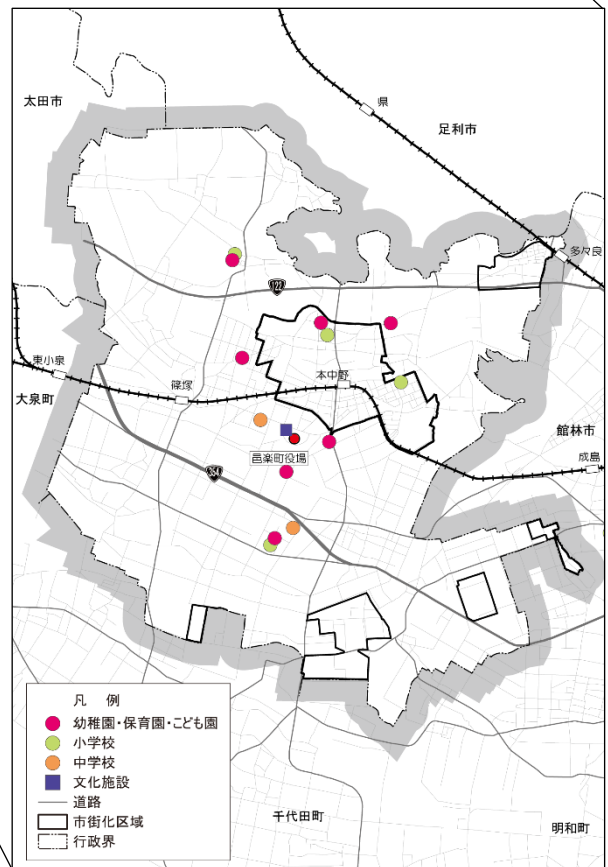 太田市
県
足利市
多々良
122
東小泉
篠塚
本中野
大泉町
館林市
成島
邑楽町役場
354
凡 例
幼稚園・保育園・こども園
小学校
中学校
文化施設
道路
市街化区域
行政界
千代田町
明和町